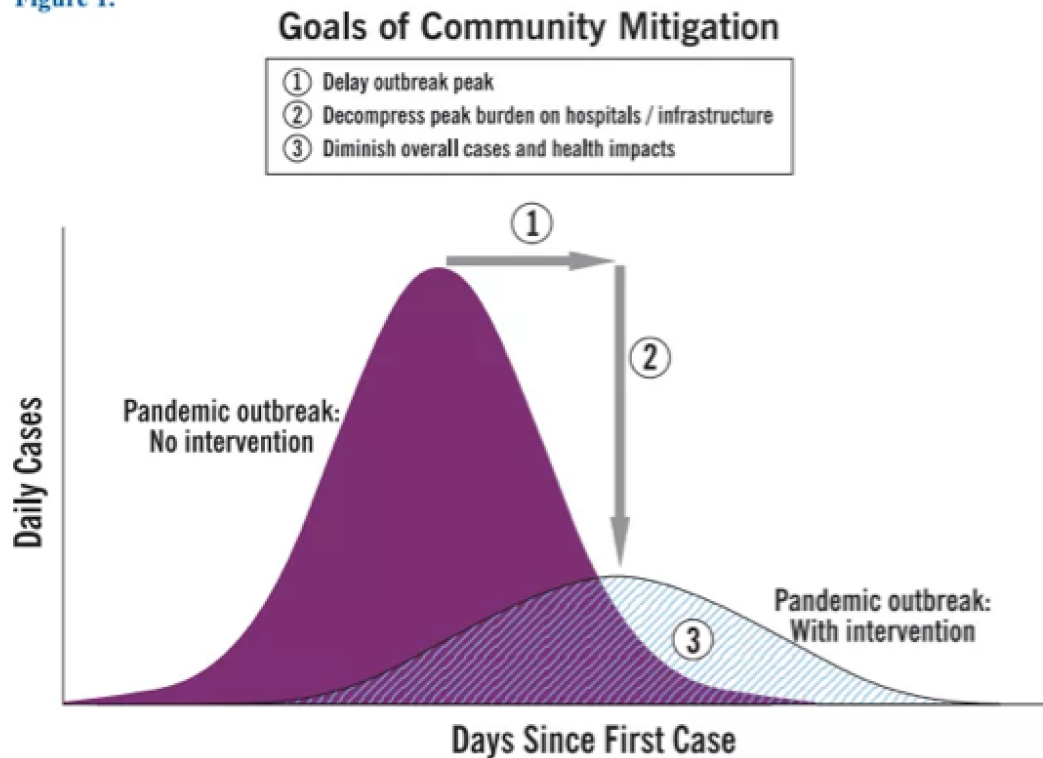 Figure 1.
Goals of Community Mitigation
① Delay outbreak peak
② Decompress peak burden on hospitals / infrastructure
③ Diminish overall cases and health impacts
①
②
Pandemic outbreak:
No intervention
Daily Cases
Pandemic outbreak:
With intervention
③
Days Since First Case